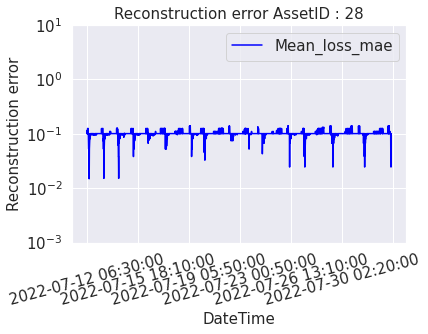 Reconstruction error AssetID : 28
Mean_loss_mae
Reconstruction error
10^1
10^0
10^-1
10^-2
10^-3
2022-07-12 06:30:00
2022-07-15 18:10:00
2022-07-19 05:50:00
2022-07-23 00:50:00
2022-07-26 13:10:00
2022-07-30 02:20:00
DateTime